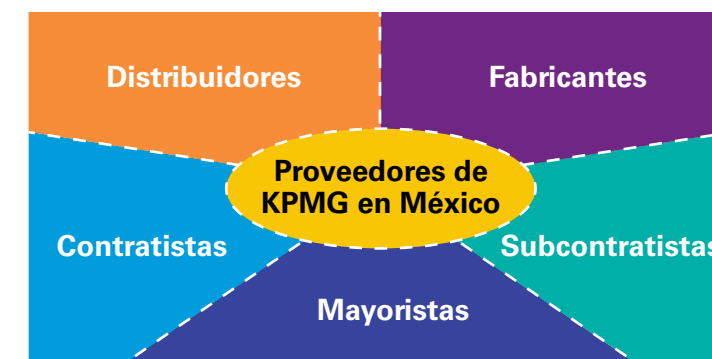 Distribuidores
Fabricantes
Proveedores de
KPMG en México
Contratistas
Subcontratistas
Mayoristas